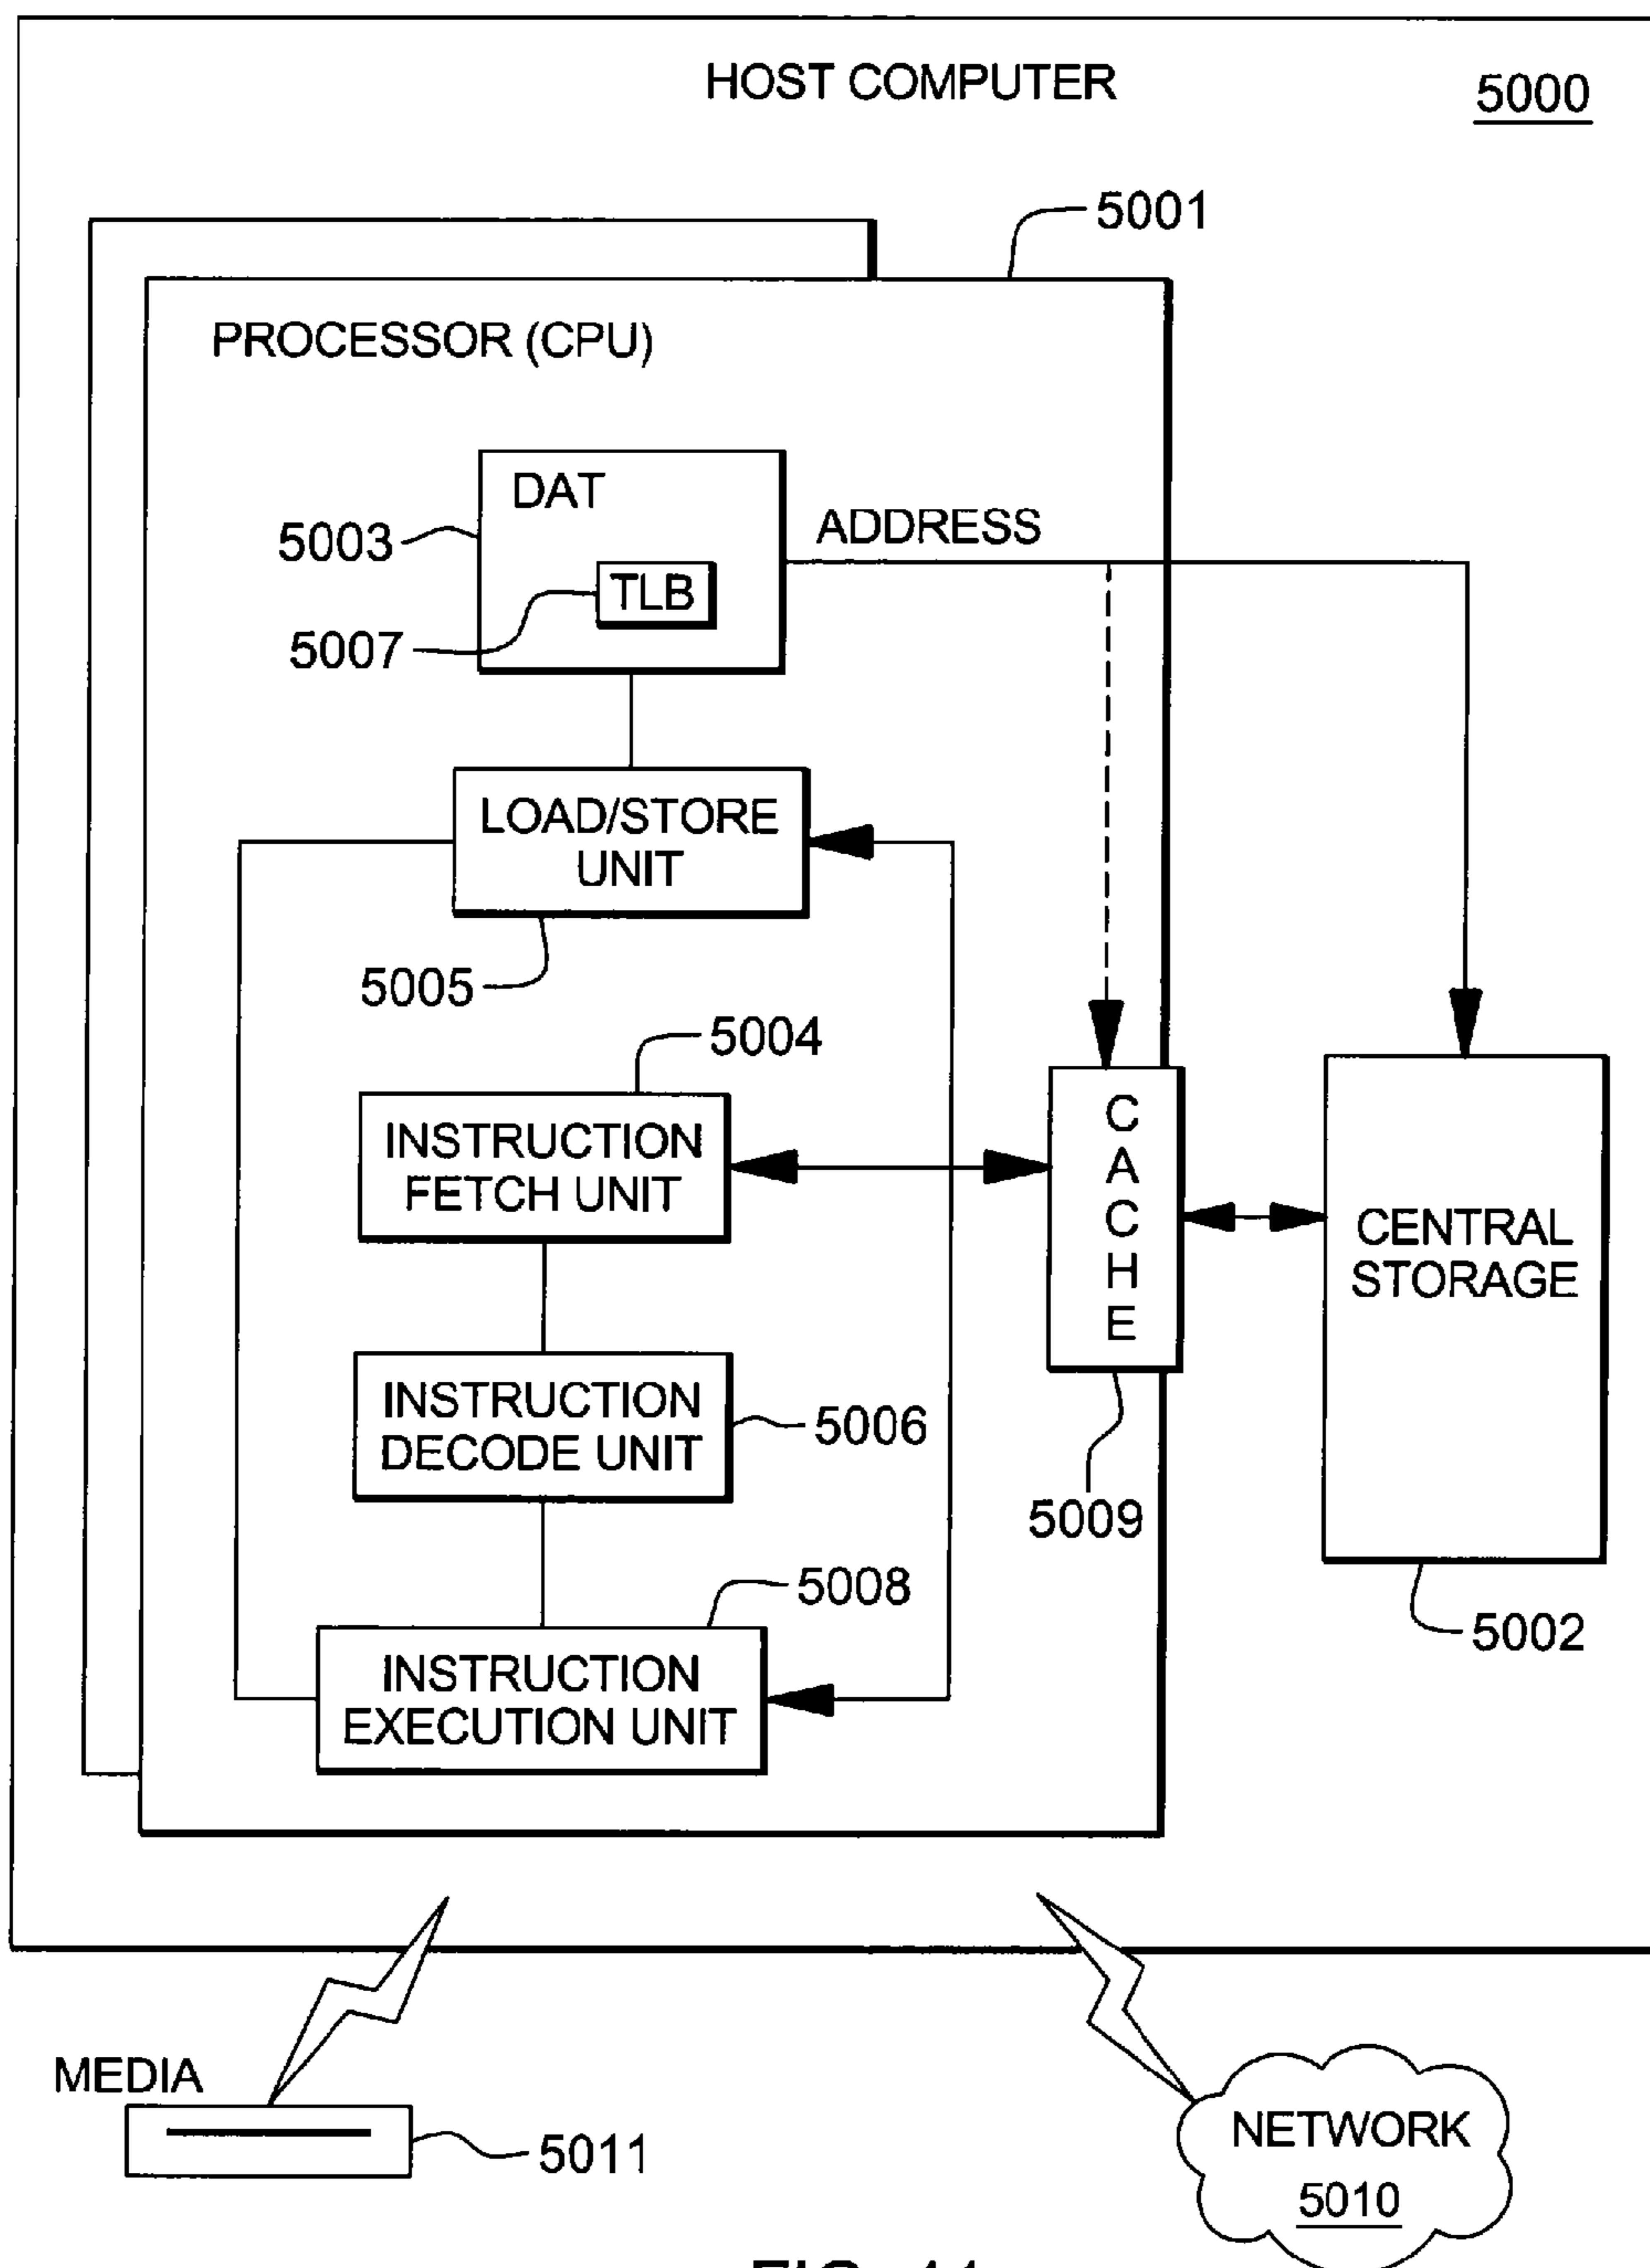 HOST COMPUTER
5000
5001
PROCESSOR (CPU)
DAT
5003
ADDRESS
TLB
5007
LOAD/STORE
UNIT
5005
5004
INSTRUCTION
FETCH UNIT
C
A
C
H
E
CENTRAL
STORAGE
INSTRUCTION
DECODE UNIT
5006
5009
5008
INSTRUCTION
EXECUTION UNIT
5002
MEDIA
5011
NETWORK
5010